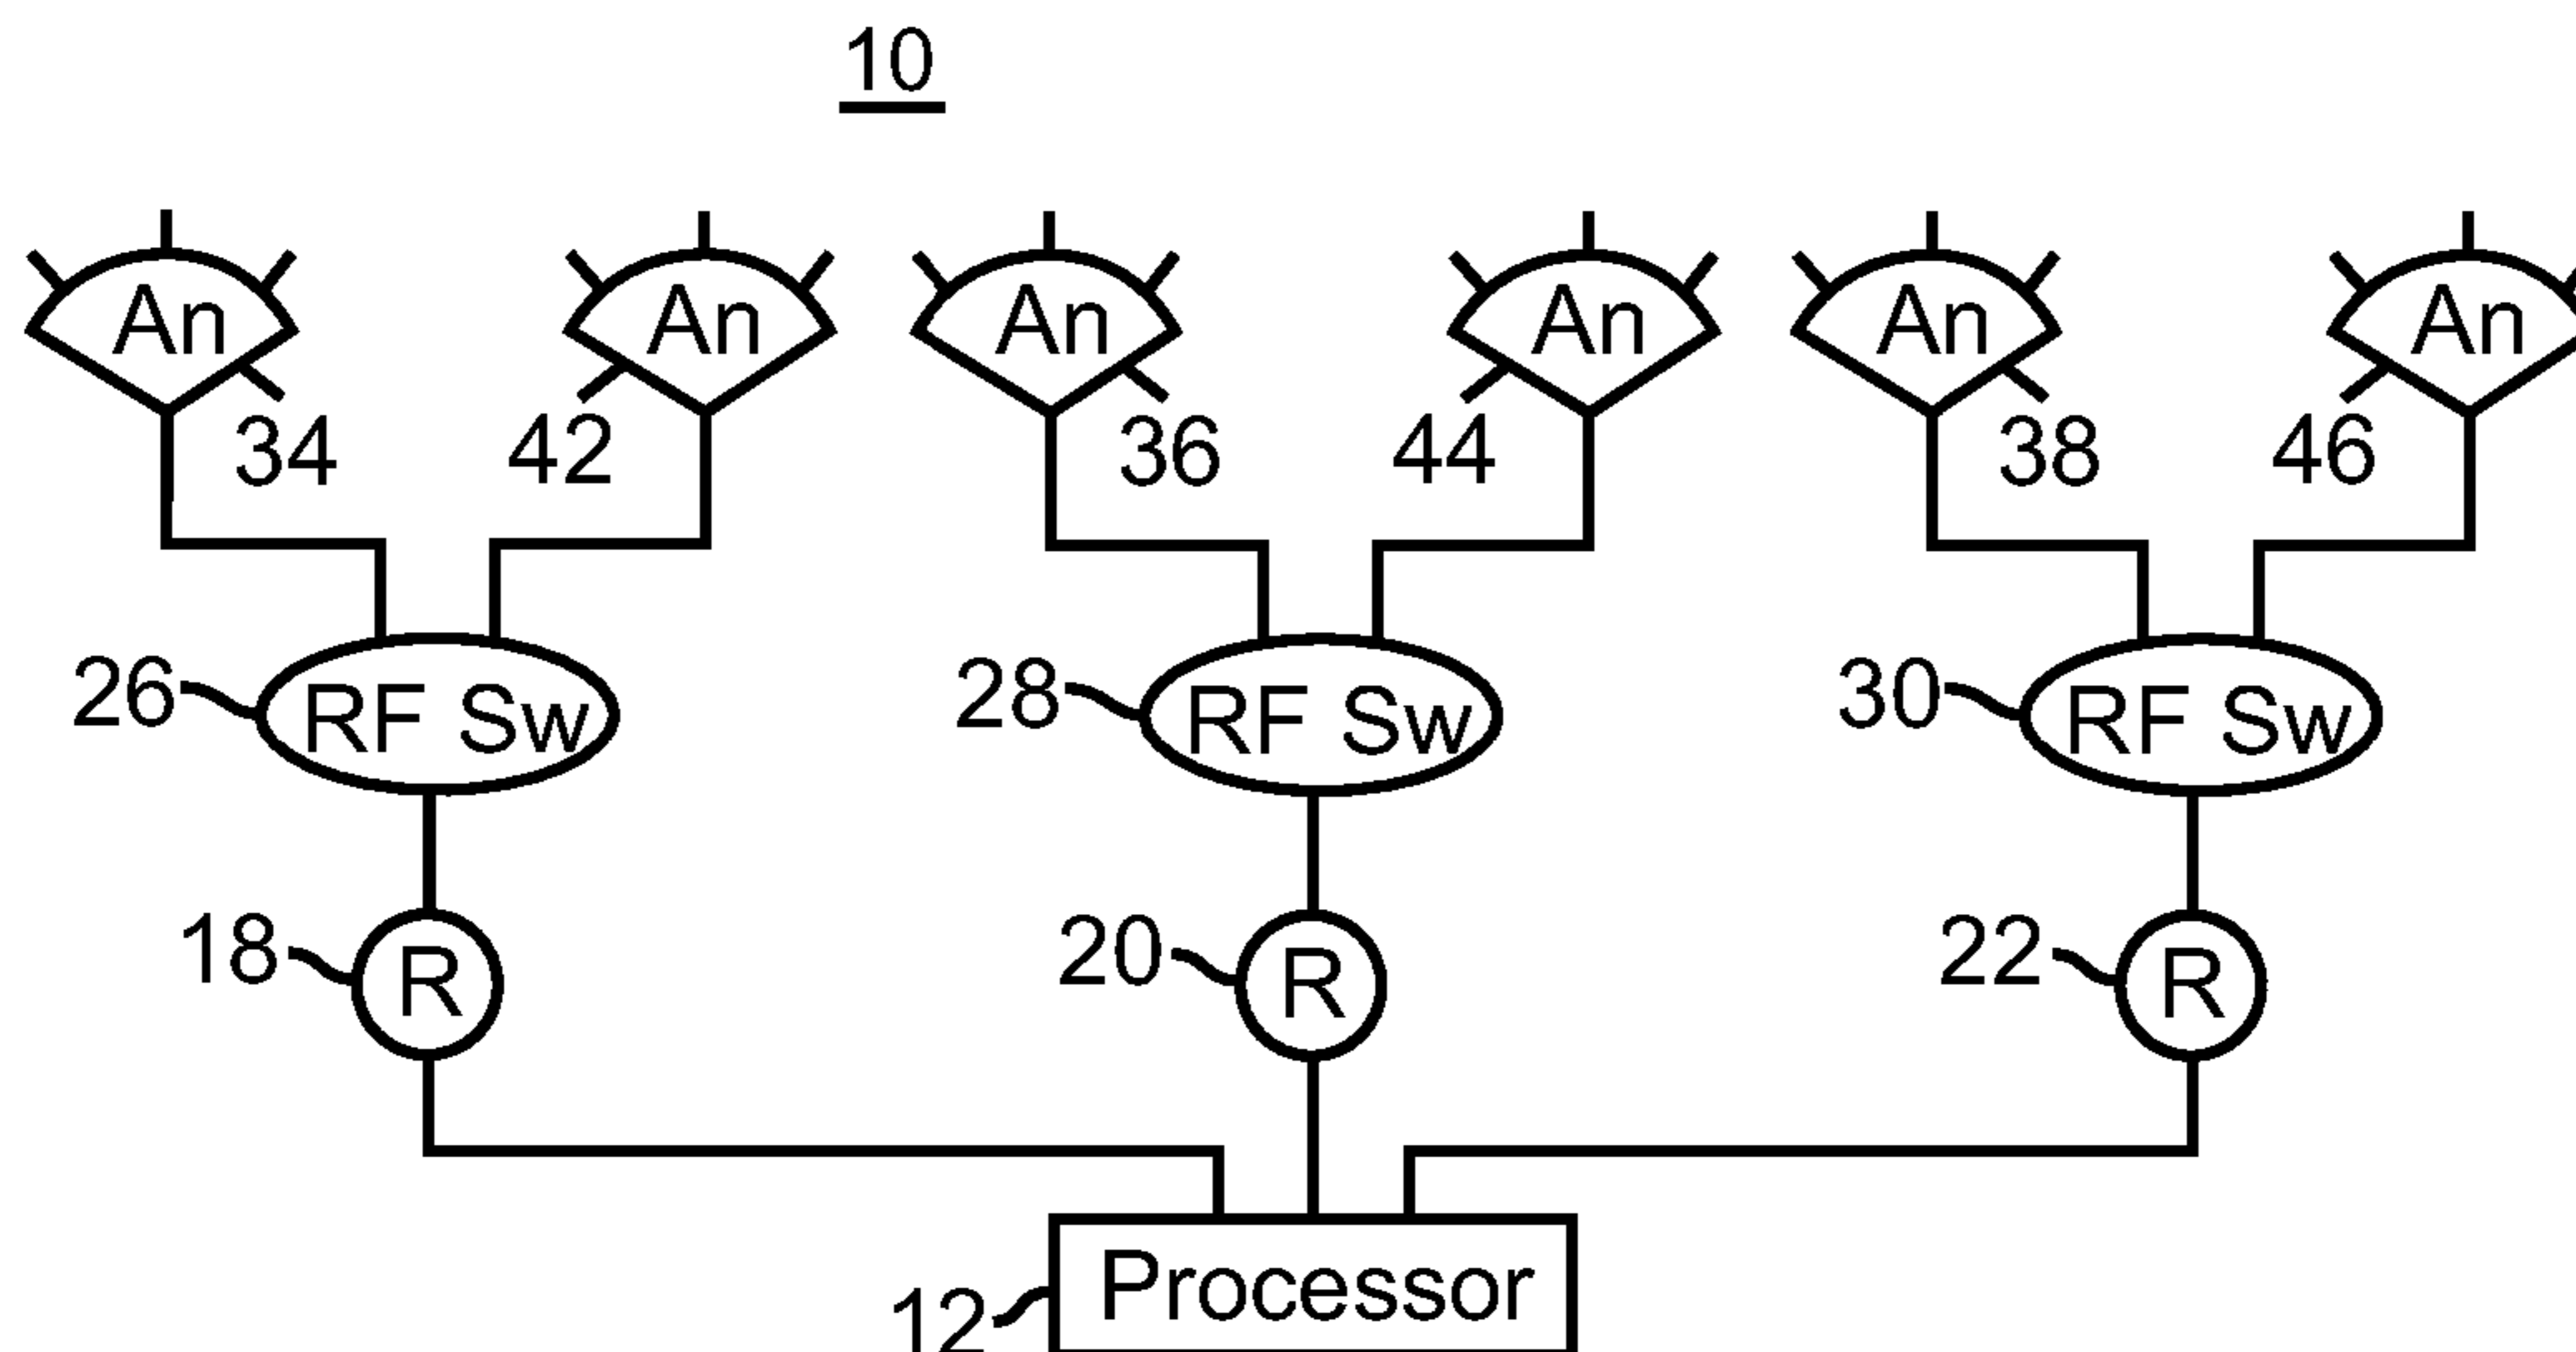 10
An An An An An An
34 42 36 44 38 46
26 RF Sw 28 RF Sw 30 RF Sw
18 R 20 R 22 R
12 Processor